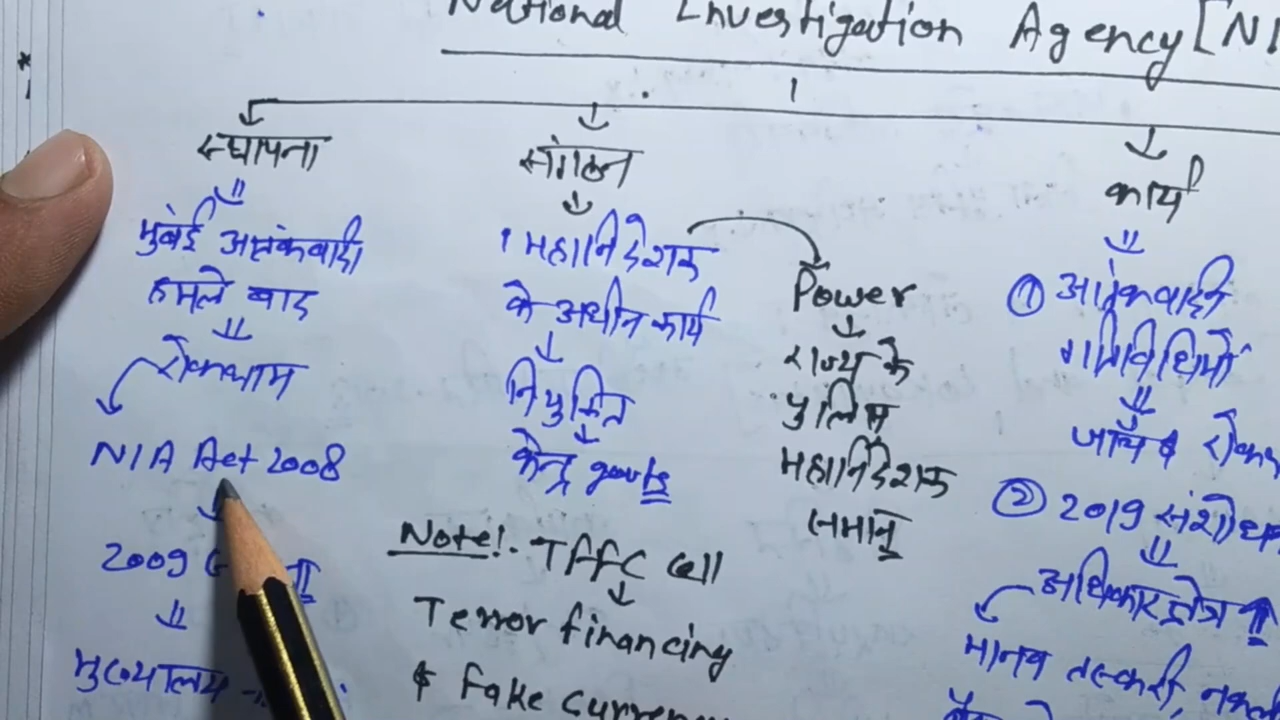 National Investigation Agency [NI
स्थापना
मुंबई आतंकवादी
हमले बाद
रोकथाम
NIA Act 2008
2009
मुख्यालय -
संगठन
1 महानिदेशक
के अधीन कार्य
नियुक्ति
केन्द्र govt
Power
राज्य के
पुलिस
महानिदेशक
समान
Note!. TFFC Cell
Terror financing
& Fake Curren
कार्य
① आतंकवादी
गतिविधियों
जाँच व रोक
② 2019 संशोध
अधिकार क्षेत्र
मानव तस्करी,